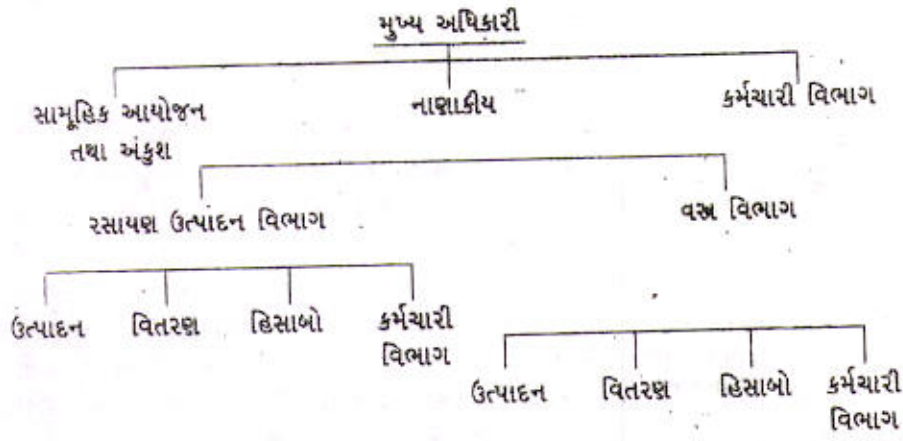 મુખ્ય અધિકારી
સામૂહિક આયોજન
તથા અંકુશ
નાણાકીય
કર્મચારી વિભાગ
રસાયણ ઉત્પાદન વિભાગ
વસ્ત્ર વિભાગ
ઉત્પાદન
વિતરણ
હિસાબો
કર્મચારી
વિભાગ
ઉત્પાદન
વિતરણ
હિસાબો
કર્મચારી
વિભાગ